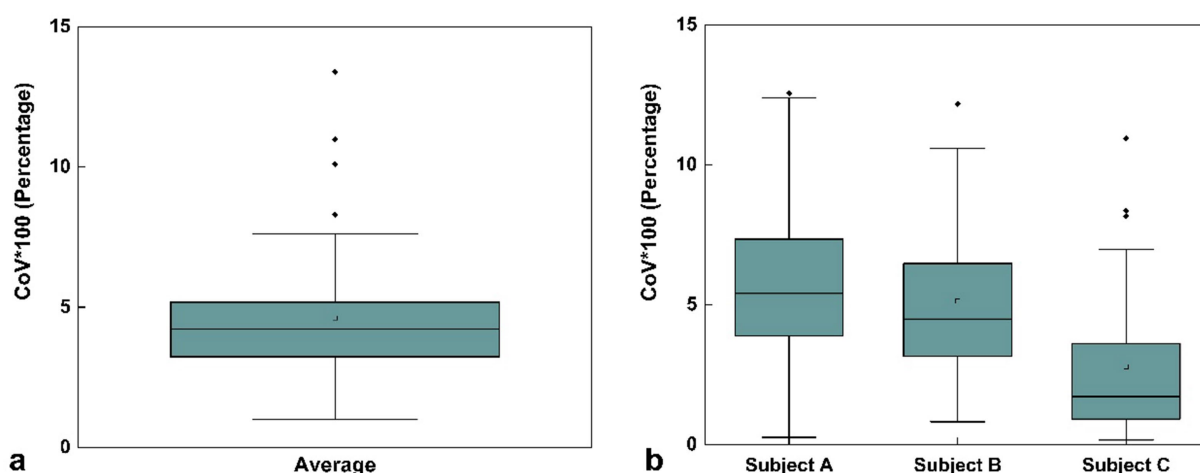 15
10
5
0
CoV*100 (Percentage)
Average
a
15
10
5
0
CoV*100 (Percentage)
Subject A Subject B Subject C
b